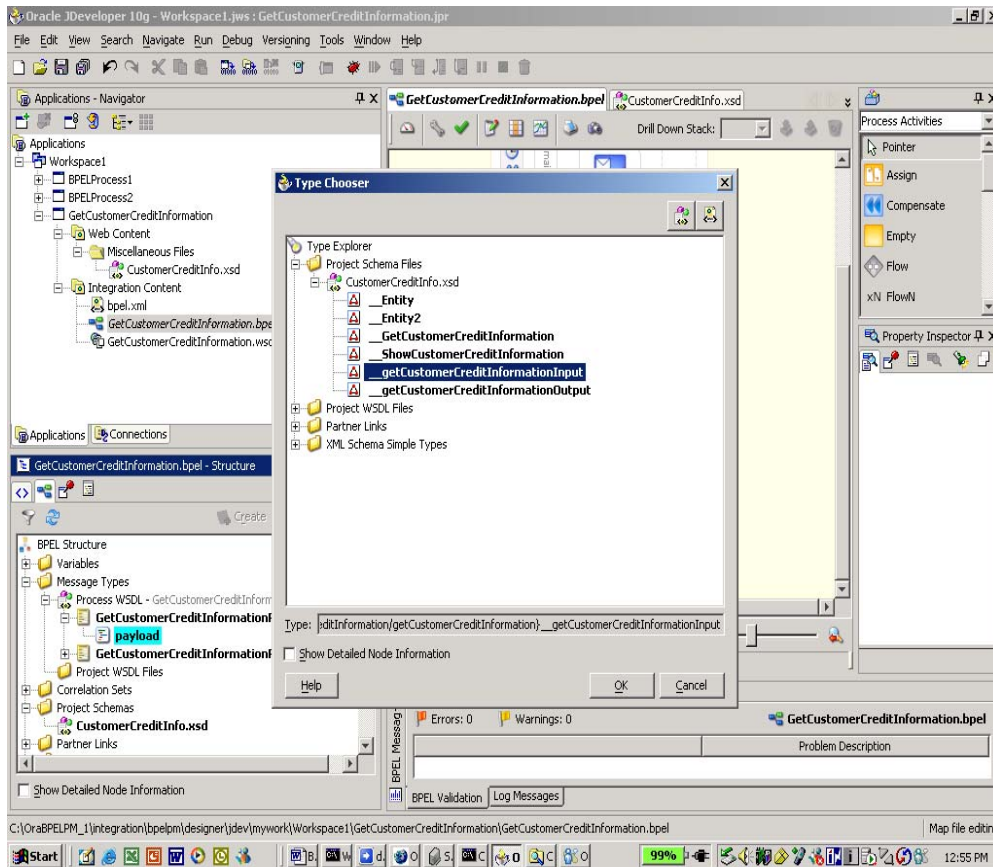 Oracle JDeveloper 10g - Workspace1.jws : GetCustomerCreditInformation.jpr
File Edit View Search Navigate Run Debug Versioning Tools Window Help
Applications - Navigator
Applications
Workspace1
BPELProcess1
BPELProcess2
GetCustomerCreditInformation
Web Content
Miscellaneous Files
CustomerCreditInfo.xsd
Integration Content
bpel.xml
GetCustomerCreditInformation.bpe
GetCustomerCreditInformation.wsc
Applications Connections
GetCustomerCreditInformation.bpel - Structure
Create
BPEL Structure
Variables
Message Types
Process WSDL - GetCustomerCreditInform
GetCustomerCreditInformationF
payload
GetCustomerCreditInformationF
Project WSDL Files
Correlation Sets
Project Schemas
CustomerCreditInfo.xsd
Partner Links
Show Detailed Node Information
GetCustomerCreditInformation.bpel CustomerCreditInfo.xsd
Drill Down Stack:
Type Chooser
Type Explorer
Project Schema Files
CustomerCreditInfo.xsd
__Entity
__Entity2
__GetCustomerCreditInformation
__ShowCustomerCreditInformation
__getCustomerCreditInformationInput
__getCustomerCreditInformationOutput
Project WSDL Files
Partner Links
XML Schema Simple Types
Type: editInformation/getCustomerCreditInformation}__getCustomerCreditInformationInput
Show Detailed Node Information
Help OK Cancel
Process Activities
Pointer
Assign
Compensate
Empty
Flow
xN FlowN
Property Inspector
BPEL Messag
Errors: 0 Warnings: 0 GetCustomerCreditInformation.bpel
Problem Description
BPEL Validation Log Messages
C:\OraBPELPM_1\integration\bpelpm\designer\jdev\mywork\Workspace1\GetCustomerCreditInformation\GetCustomerCreditInformation.bpel Map file editin
Start 99% 12:55 PM